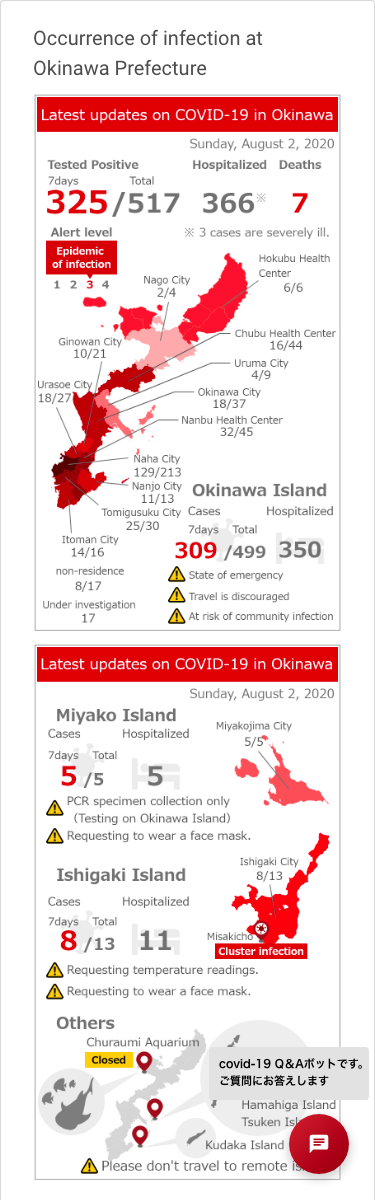 Occurrence of infection at
Okinawa Prefecture
Latest updates on COVID-19 in Okinawa
Sunday, August 2, 2020
Tested Positive Hospitalized Deaths
7days Total
325/517 366※ 7
Alert level ※ 3 cases are severely ill.
Epidemic
of infection
1 2 3 4
Hokubu Health
Center
6/6
Nago City
2/4
Chubu Health Center
16/44
Ginowan City
10/21
Uruma City
4/9
Urasoe City
18/27
Okinawa City
18/37
Nanbu Health Center
32/45
Naha City
129/213
Nanjo City
11/13
Tomigusuku City
25/30
Itoman City
14/16
non-residence
8/17
Under investigation
17
Okinawa Island
Cases Hospitalized
7days Total
309/499 350
State of emergency
Travel is discouraged
At risk of community infection
Latest updates on COVID-19 in Okinawa
Sunday, August 2, 2020
Miyako Island
Cases Hospitalized
7days Total
5/5 5
Miyakojima City
5/5
PCR specimen collection only
(Testing on Okinawa Island)
Requesting to wear a face mask.
Ishigaki Island
Cases Hospitalized
7days Total
8/13 11
Ishigaki City
8/13
Misakicho
Cluster infection
Requesting temperature readings.
Requesting to wear a face mask.
Others
Churaumi Aquarium
Closed
covid-19 Q&Aボットです。
ご質問にお答えします
Hamahiga Island
Tsuken
Kudaka Island
Please don't travel to remote